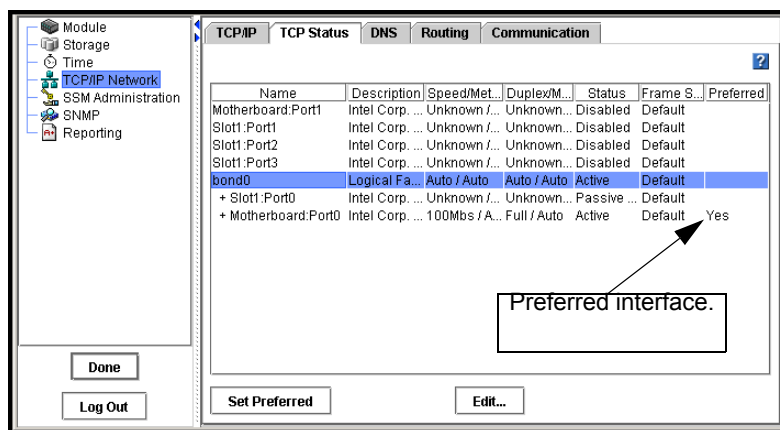 Module
Storage
Time
TCP/IP Network
SSM Administration
SNMP
Reporting
Done
Log Out
TCP/IP TCP Status DNS Routing Communication
?
Name Description Speed/Met... Duplex/M... Status Frame S... Preferred
Motherboard:Port1 Intel Corp. ... Unknown /... Unknown... Disabled Default
Slot1:Port1 Intel Corp. ... Unknown /... Unknown... Disabled Default
Slot1:Port2 Intel Corp. ... Unknown /... Unknown... Disabled Default
Slot1:Port3 Intel Corp. ... Unknown /... Unknown... Disabled Default
bond0 Logical Fa... Auto / Auto Auto / Auto Active Default
+ Slot1:Port0 Intel Corp. ... Unknown /... Unknown... Passive ... Default
+ Motherboard:Port0 Intel Corp. ... 100Mbs / A... Full / Auto Active Default Yes
Preferred interface.
Set Preferred Edit...